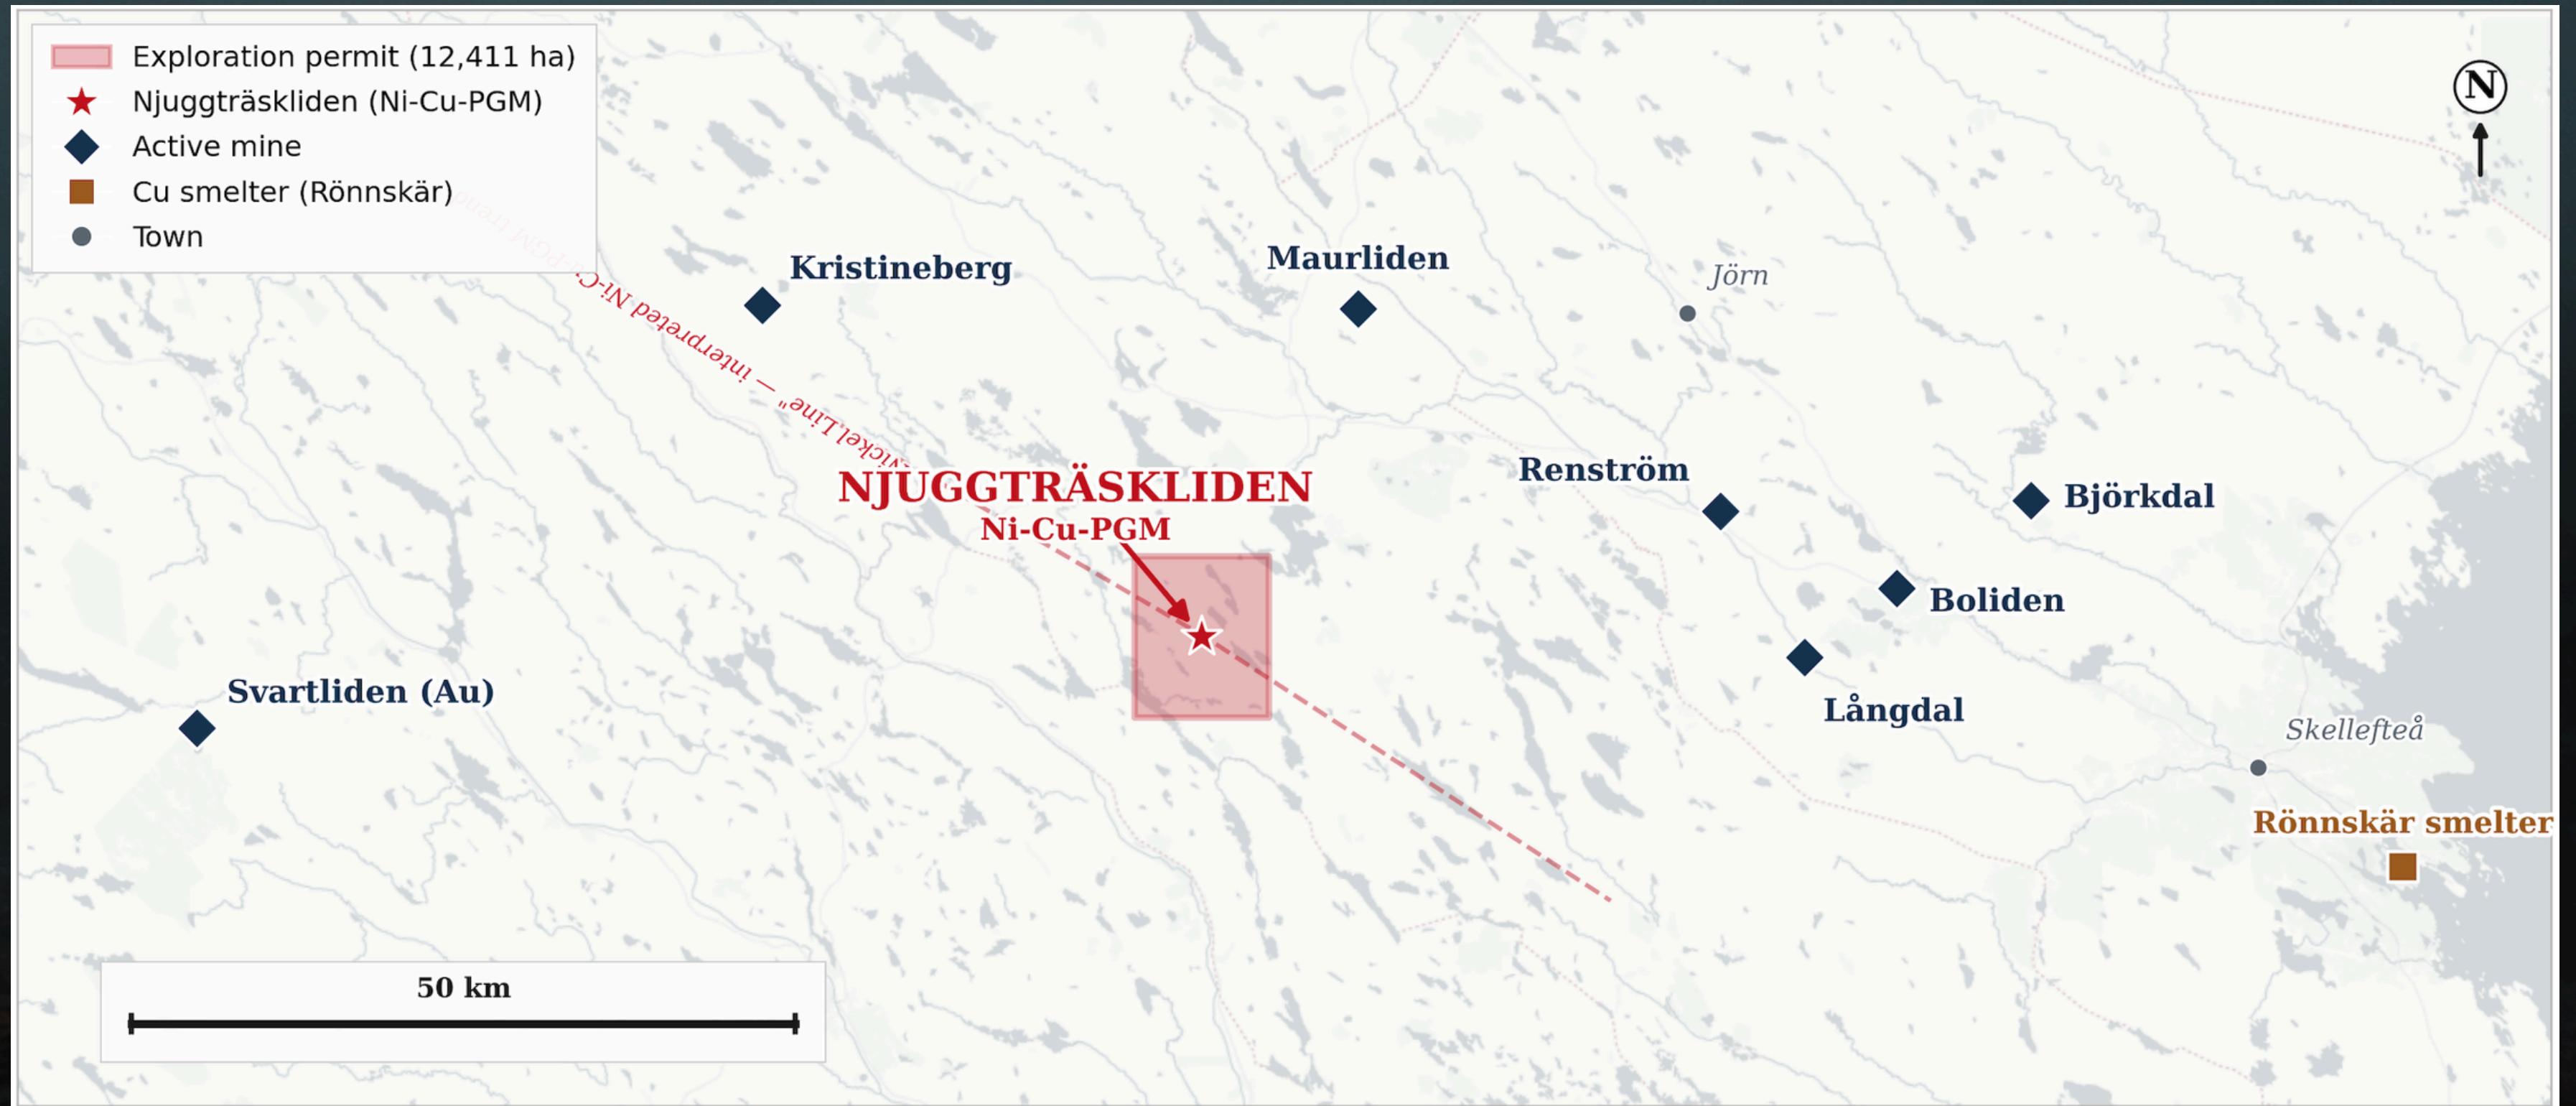 Exploration permit (12,411 ha)
Njuggträskliden (Ni-Cu-PGM)
Active mine
Cu smelter (Rönnskär)
Town
N
Kristineberg
Maurliden
Jörn
"Nickel Line" — interpreted Ni-Cu-PGM trend
NJUGGTRÄSKLIDEN
Ni-Cu-PGM
Renström
Björkdal
Boliden
Svartliden (Au)
Långdal
Skellefteå
Rönnskär smelter
50 km